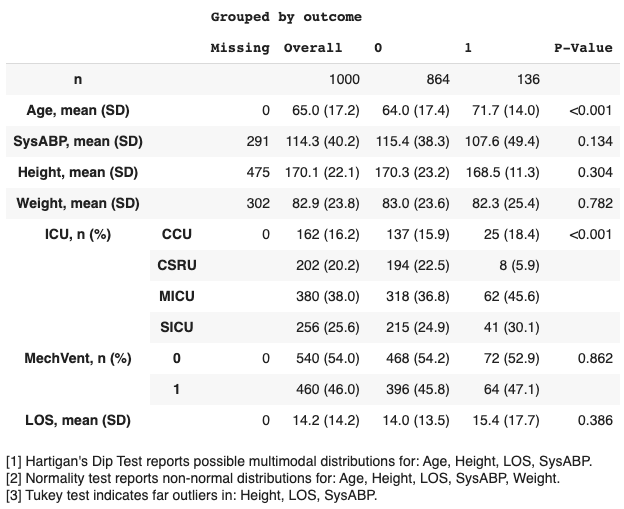 Grouped by outcome
Missing Overall 0 1 P-Value
n 1000 864 136
Age, mean (SD) 0 65.0 (17.2) 64.0 (17.4) 71.7 (14.0) <0.001
SysABP, mean (SD) 291 114.3 (40.2) 115.4 (38.3) 107.6 (49.4) 0.134
Height, mean (SD) 475 170.1 (22.1) 170.3 (23.2) 168.5 (11.3) 0.304
Weight, mean (SD) 302 82.9 (23.8) 83.0 (23.6) 82.3 (25.4) 0.782
ICU, n (%) CCU 0 162 (16.2) 137 (15.9) 25 (18.4) <0.001
CSRU 202 (20.2) 194 (22.5) 8 (5.9)
MICU 380 (38.0) 318 (36.8) 62 (45.6)
SICU 256 (25.6) 215 (24.9) 41 (30.1)
MechVent, n (%) 0 0 540 (54.0) 468 (54.2) 72 (52.9) 0.862
1 460 (46.0) 396 (45.8) 64 (47.1)
LOS, mean (SD) 0 14.2 (14.2) 14.0 (13.5) 15.4 (17.7) 0.386
[1] Hartigan's Dip Test reports possible multimodal distributions for: Age, Height, LOS, SysABP.
[2] Normality test reports non-normal distributions for: Age, Height, LOS, SysABP, Weight.
[3] Tukey test indicates far outliers in: Height, LOS, SysABP.